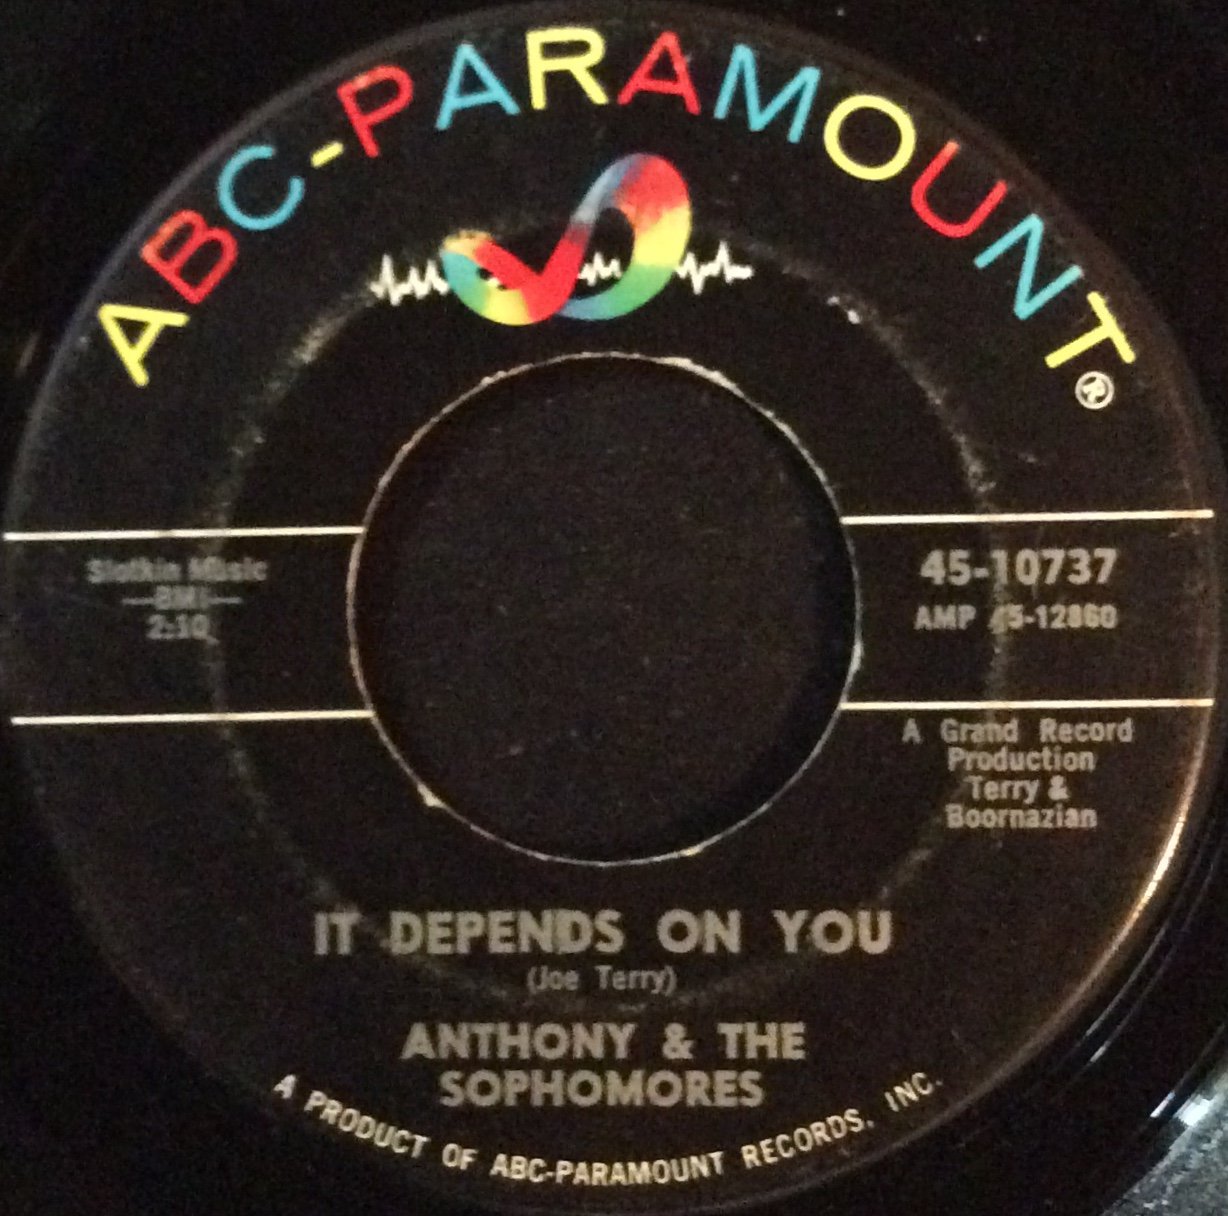 ABC-PARAMOUNT
Slotkin Music
—BMI—
2:10
45-10737
AMP 45-12860
A Grand Record
Production
Terry &
Boornazian
IT DEPENDS ON YOU
(Joe Terry)
ANTHONY & THE
SOPHOMORES
A PRODUCT OF ABC-PARAMOUNT RECORDS, INC.